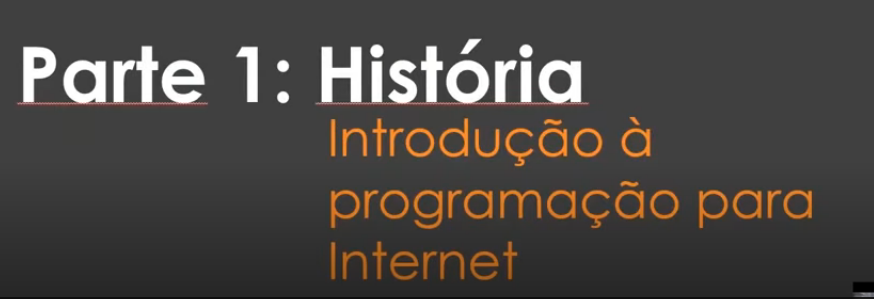 Parte 1: História
Introdução à
programação para
Internet